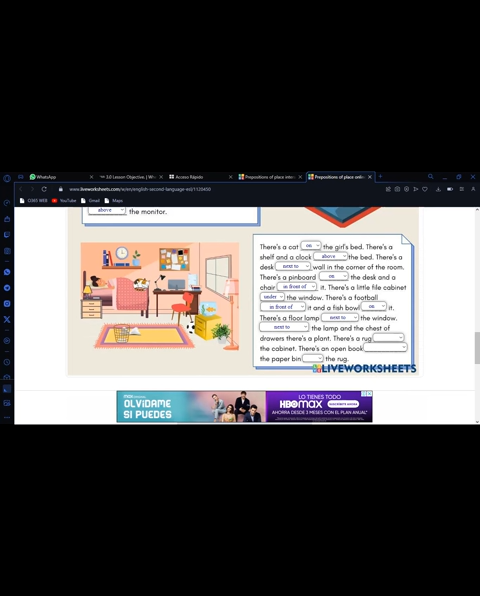 WhatsApp
3.0 Lesson Objective. | Wh
Acceso Rápido
Prepositions of place inter
Prepositions of place onlin
www.liveworksheets.com/w/en/english-second-language-esl/1120450
O365 WEB YouTube Gmail Maps
above the monitor.
There's a cat on the girl's bed. There's a
shelf and a clock above the bed. There's a
desk next to wall in the corner of the room.
There's a pinboard on the desk and a
chair in front of it. There's a little file cabinet
under the window. There's a football
in front of it and a fish bowl on it.
There's a floor lamp next to the window.
next to the lamp and the chest of
drawers there's a plant. There's a rug
the cabinet. There's an open book
the paper bin the rug.
LIVEWORKSHEETS
OLVIDAME
SI PUEDES
LO TIENES TODO
HBOmax
AHORRA DESDE 3 MESES CON EL PLAN ANUAL*